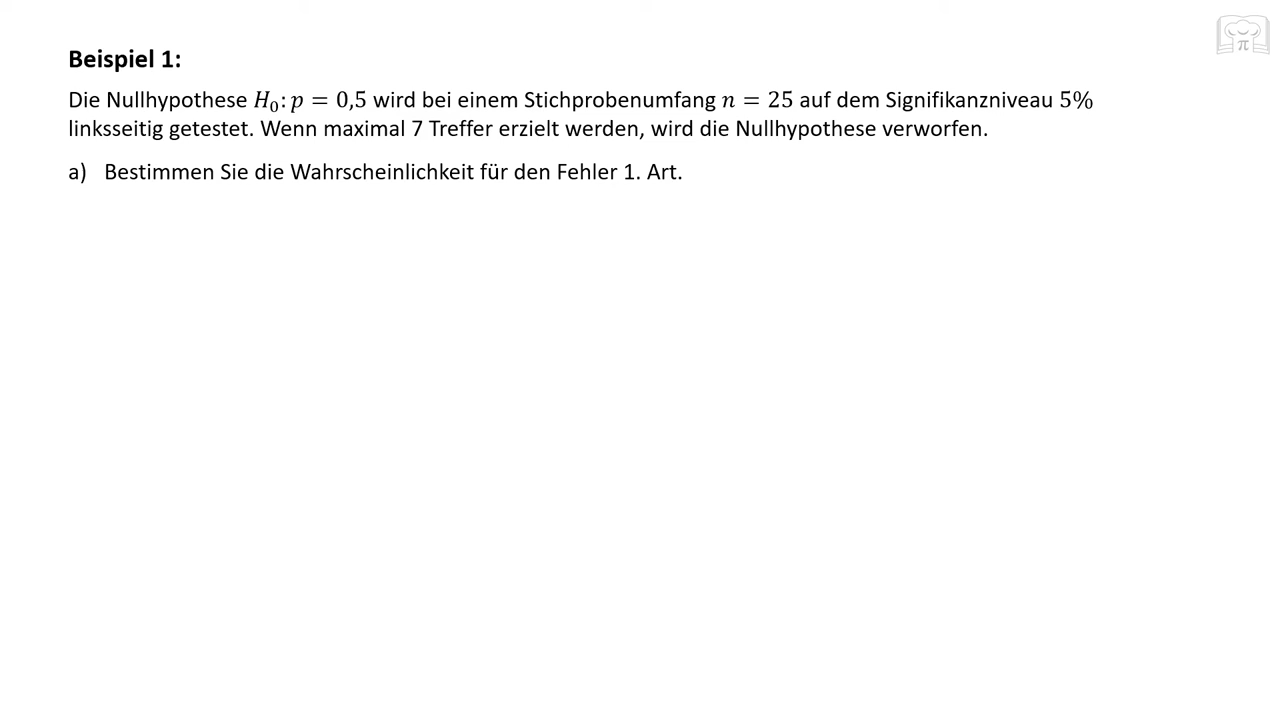 Beispiel 1:
Die Nullhypothese H₀: p = 0,5 wird bei einem Stichprobenumfang n = 25 auf dem Signifikanzniveau 5%
linksseitig getestet. Wenn maximal 7 Treffer erzielt werden, wird die Nullhypothese verworfen.
a) Bestimmen Sie die Wahrscheinlichkeit für den Fehler 1. Art.
π